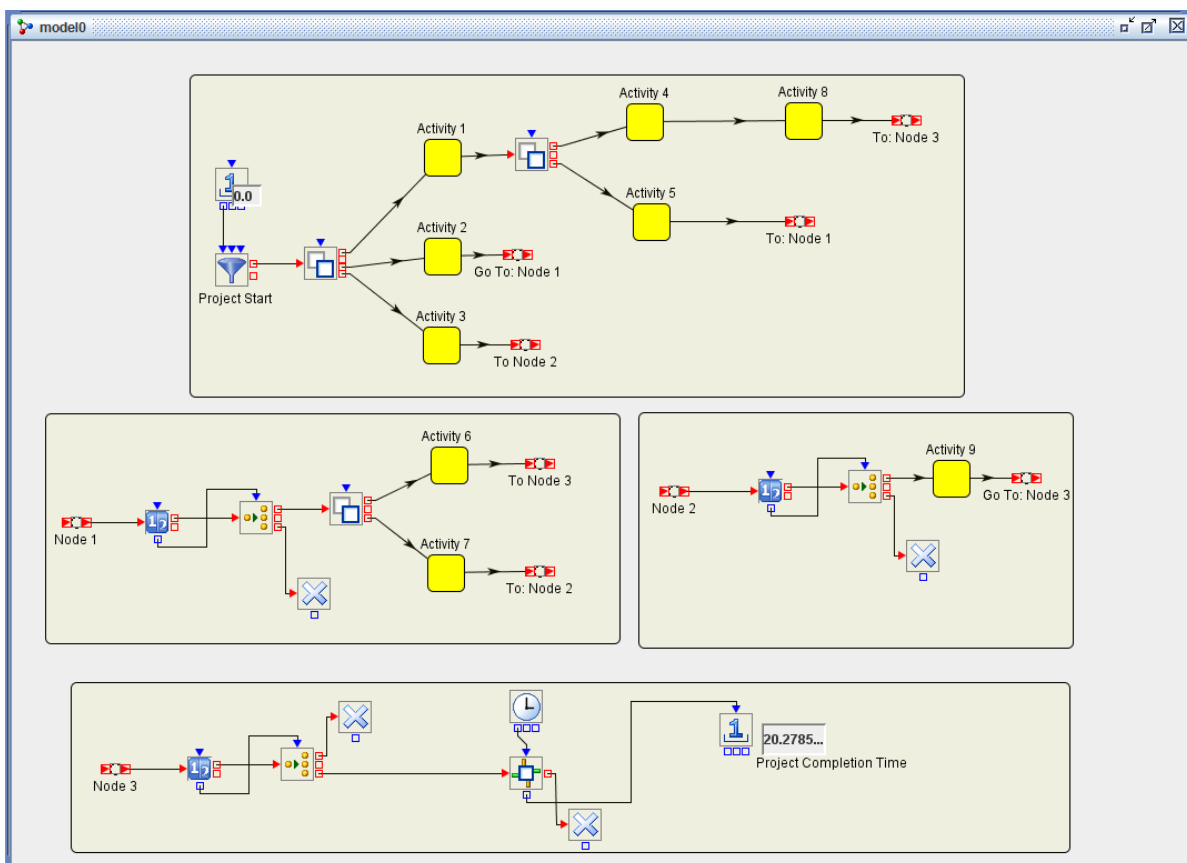 model0
Activity 4
Activity 8
Activity 1
To: Node 3
1
0.0
Activity 5
Activity 2
To: Node 1
Go To: Node 1
Project Start
Activity 3
To Node 2
Activity 6
To Node 3
Node 1
Activity 7
To: Node 2
Activity 9
Node 2
Go To: Node 3
1
20.2785...
Node 3
Project Completion Time